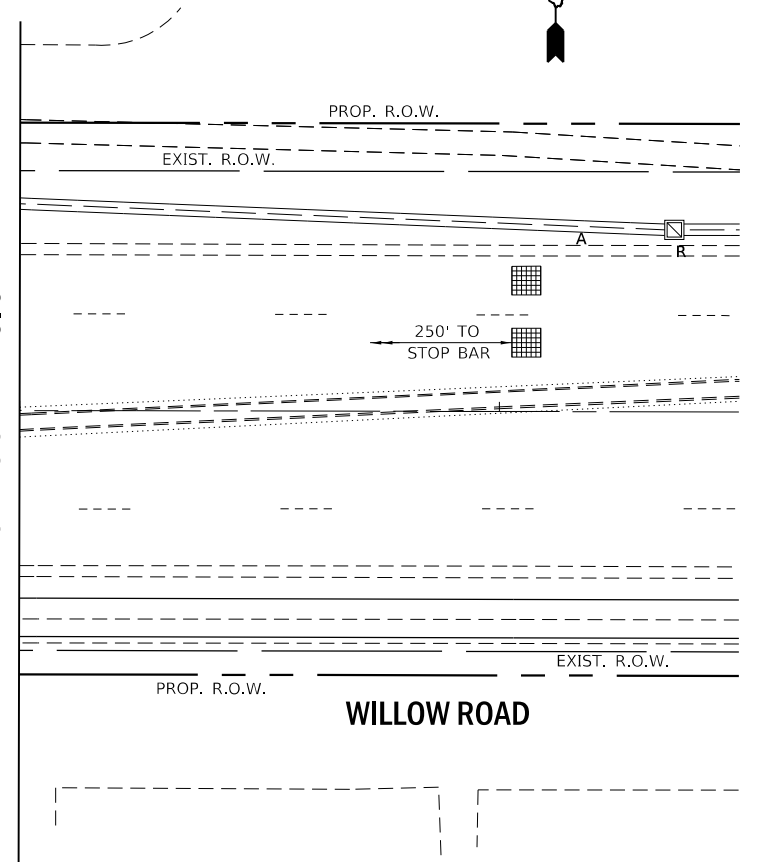 PROP. R.O.W.
EXIST. R.O.W.
A
R
250' TO
STOP BAR
EXIST. R.O.W.
PROP. R.O.W.
WILLOW ROAD